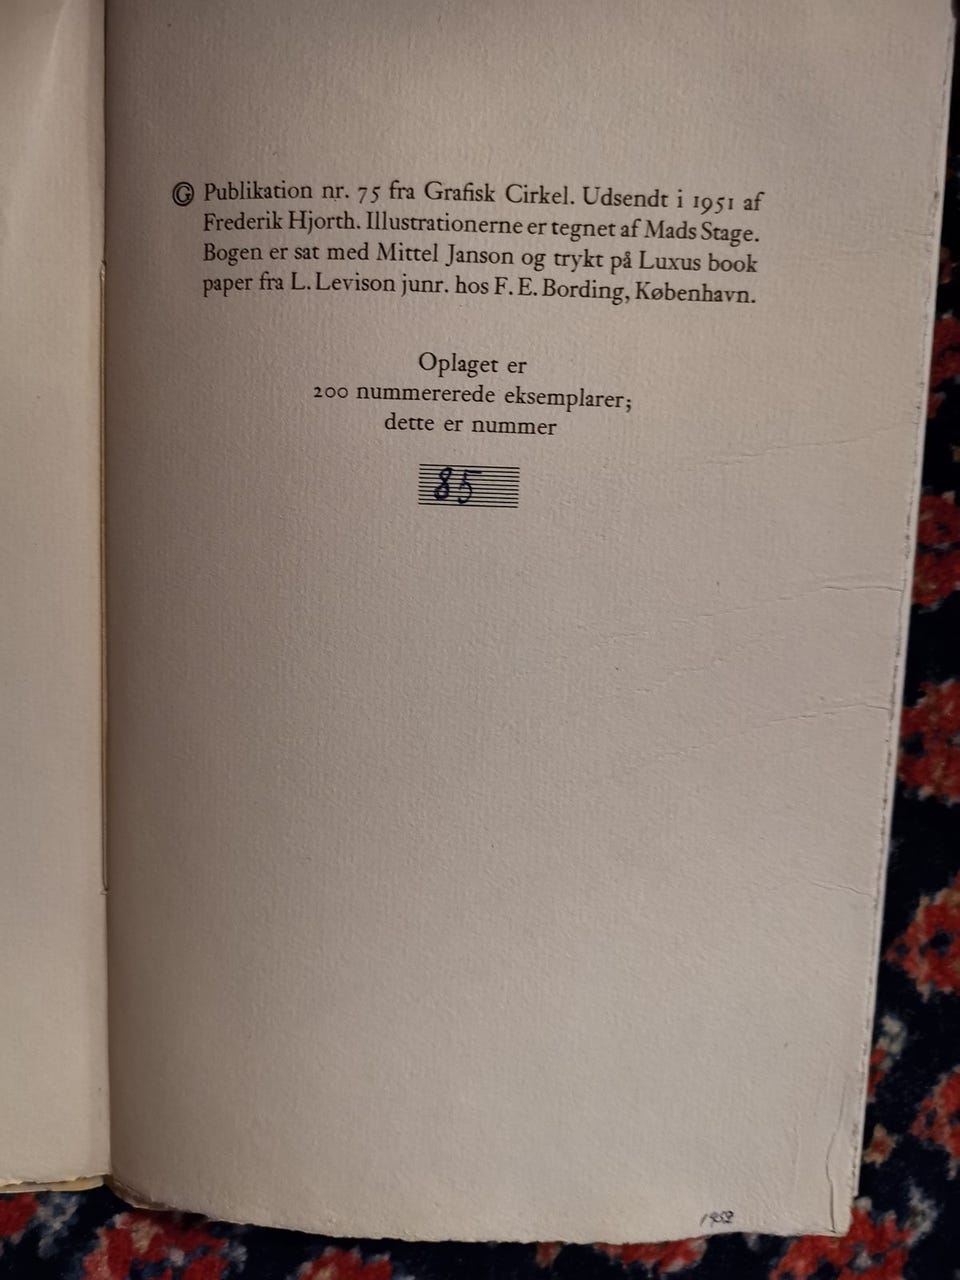 G Publikation nr. 75 fra Grafisk Cirkel. Udsendt i 1951 af
Frederik Hjorth. Illustrationerne er tegnet af Mads Stage.
Bogen er sat med Mittel Janson og trykt på Luxus book
paper fra L. Levison junr. hos F. E. Bording, København.
Oplaget er
200 nummererede eksemplarer;
dette er nummer
85